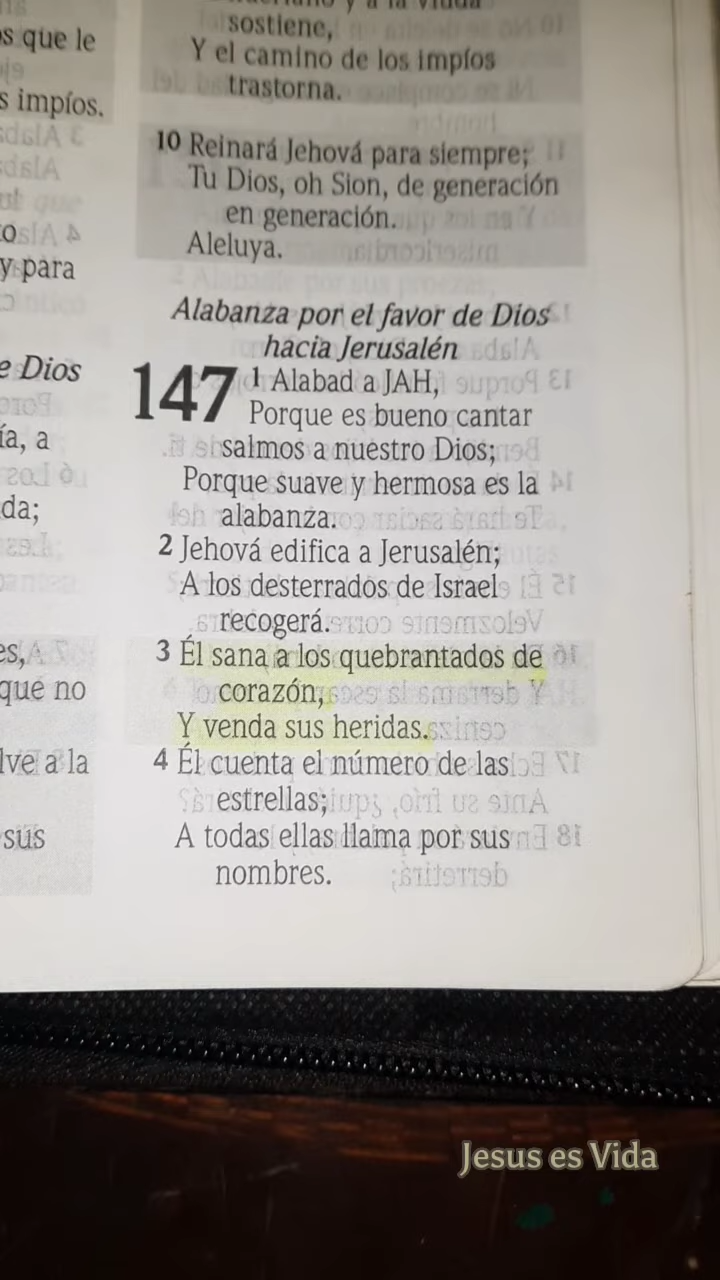 s que le
s impíos.
o
y para
e Dios
ía, a
da;
es,
que no
lve a la
sus
sostiene,
Y el camino de los impíos
trastorna.
10 Reinará Jehová para siempre;
Tu Dios, oh Sion, de generación
en generación.
Aleluya.
Alabanza por el favor de Dios
hacia Jerusalén
147 1 Alabad a JAH,
Porque es bueno cantar
salmos a nuestro Dios;
Porque suave y hermosa es la
alabanza.
2 Jehová edifica a Jerusalén;
A los desterrados de Israel
recogerá.
3 Él sana a los quebrantados de
corazón,
Y venda sus heridas.
4 Él cuenta el número de las
estrellas;
A todas ellas llama por sus
nombres.
Jesus es Vida